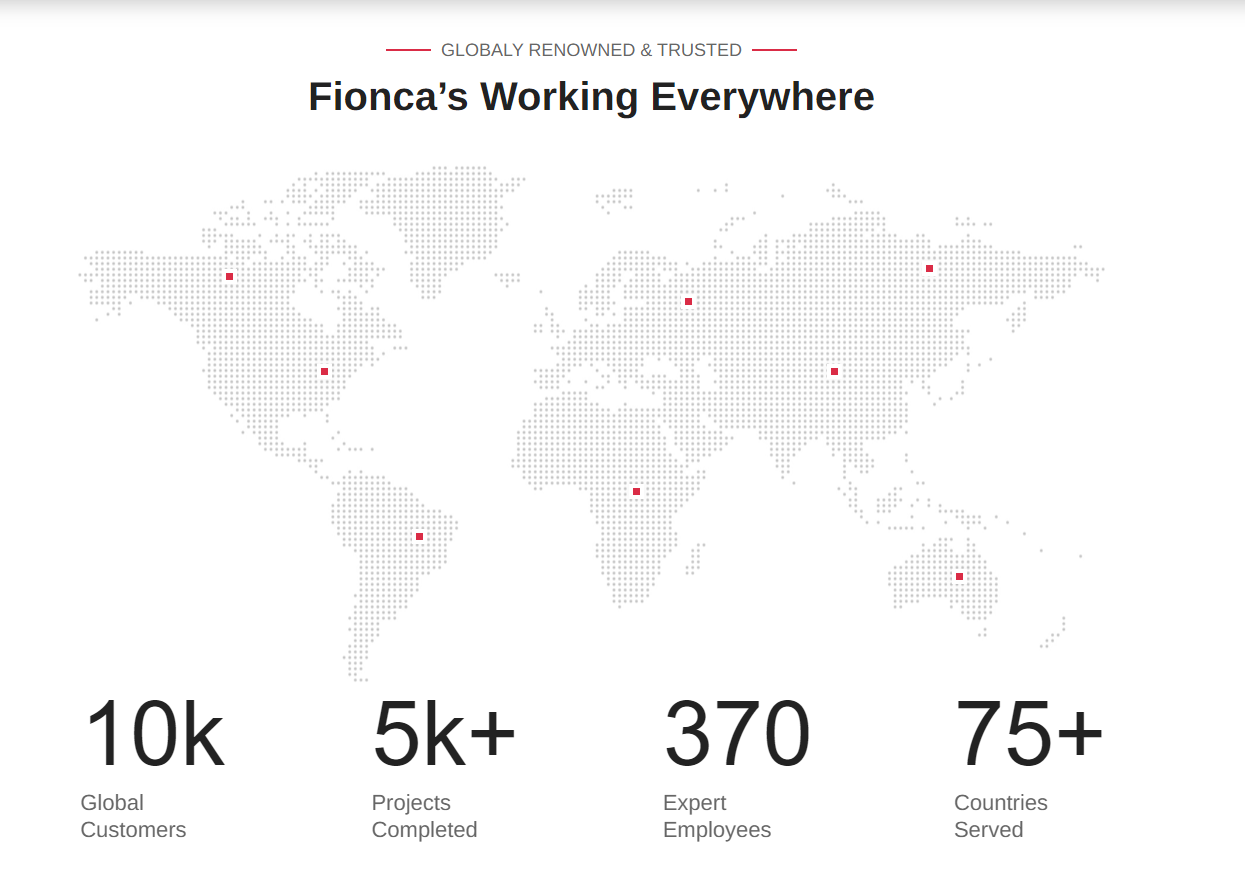 GLOBALY RENOWNED & TRUSTED
Fionca’s Working Everywhere
10k
5k+
370
75+
Global
Customers
Projects
Completed
Expert
Employees
Countries
Served